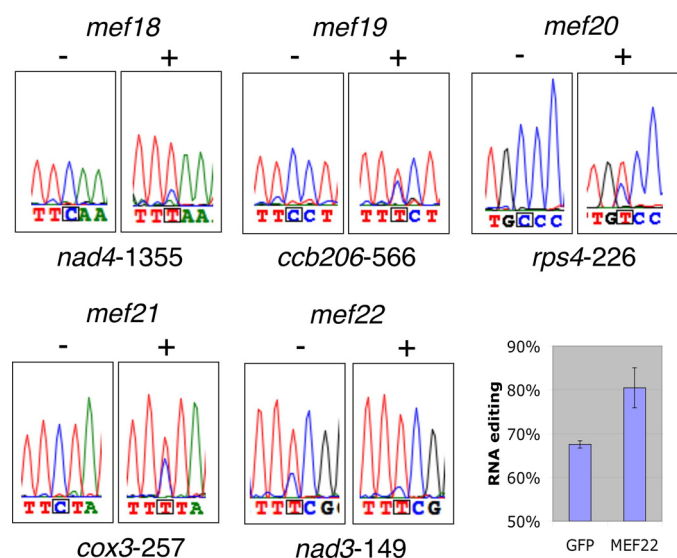 mef18 mef19 mef20
- + - + - +
TTCAA TTTAA. TTCCT TTTCT TGCCC TGTCC
nad4-1355 ccb206-566 rps4-226
mef21 mef22
- + - +
TTCTA TTTTA TTTCG TTTCG
cox3-257 nad3-149
90%
80%
70%
60%
50%
RNA editing
GFP MEF22